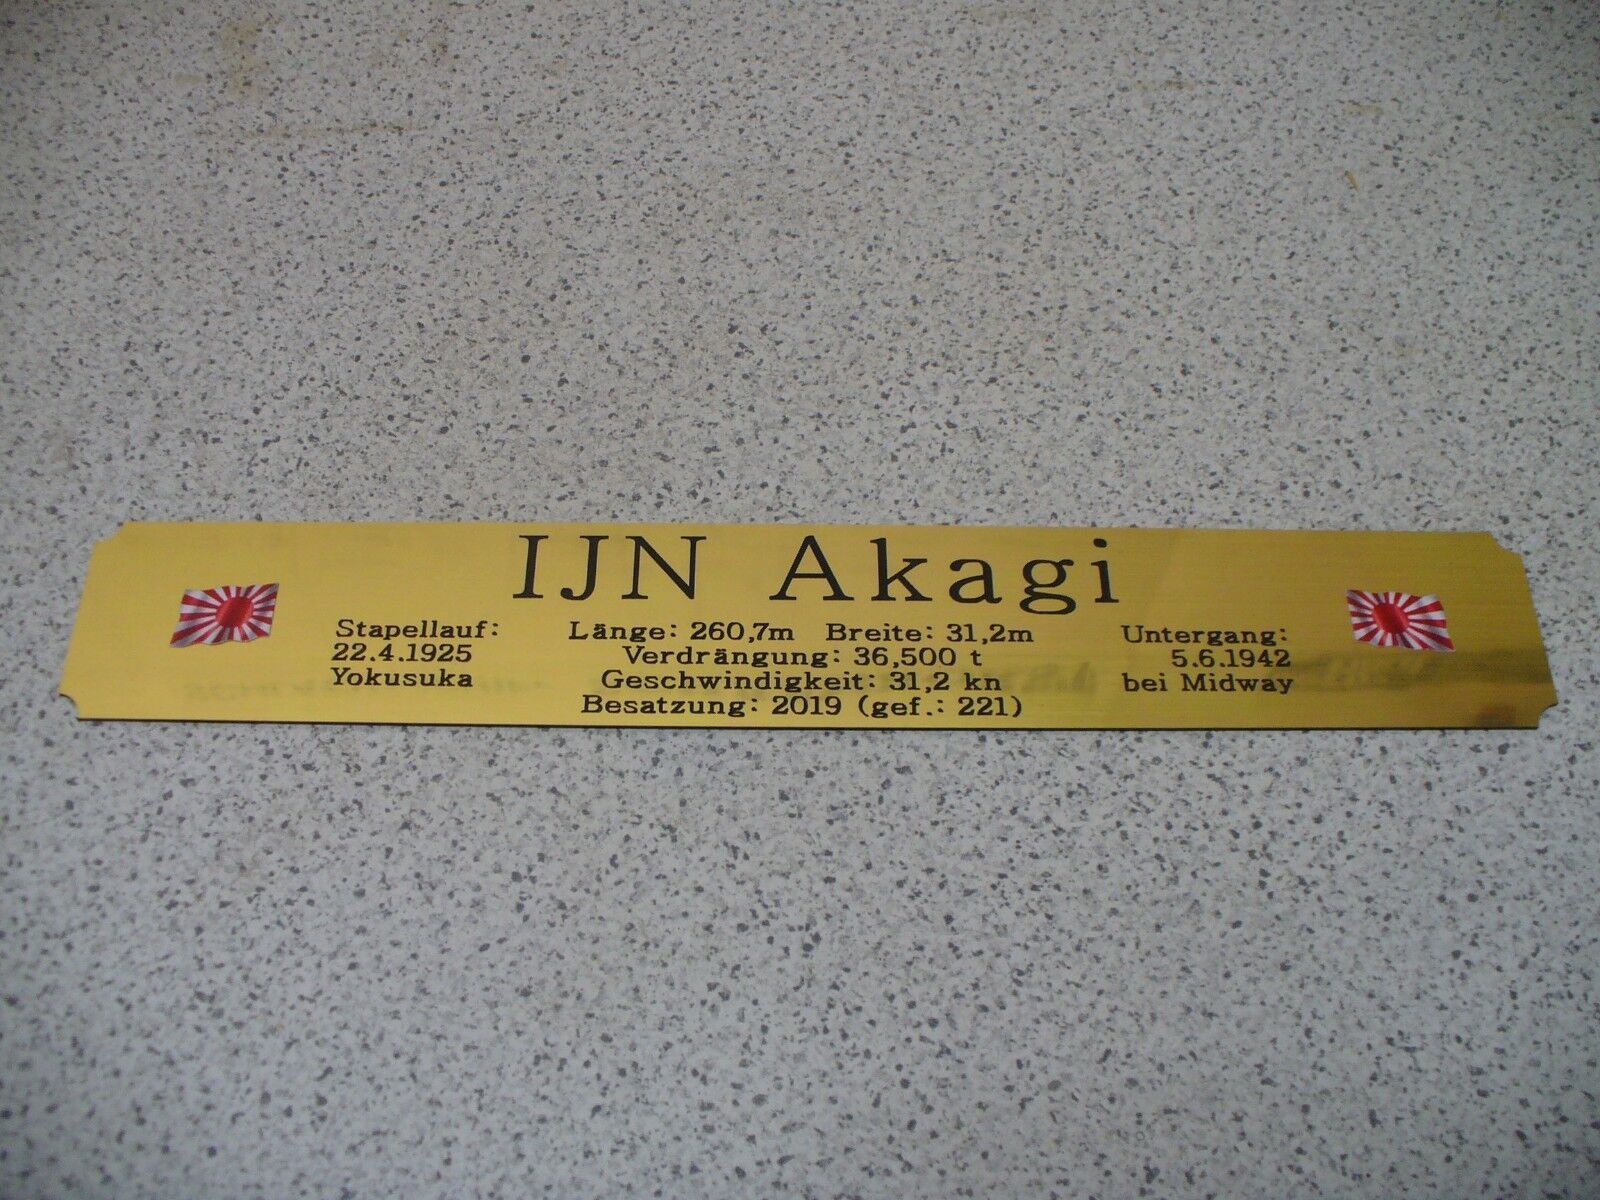 IJN Akagi
Stapellauf:
22.4.1925
Yokusuka
Länge: 260,7m Breite: 31,2m
Verdrängung: 36,500 t
Geschwindigkeit: 31,2 kn
Besatzung: 2019 (gef.: 221)
Untergang:
5.6.1942
bei Midway